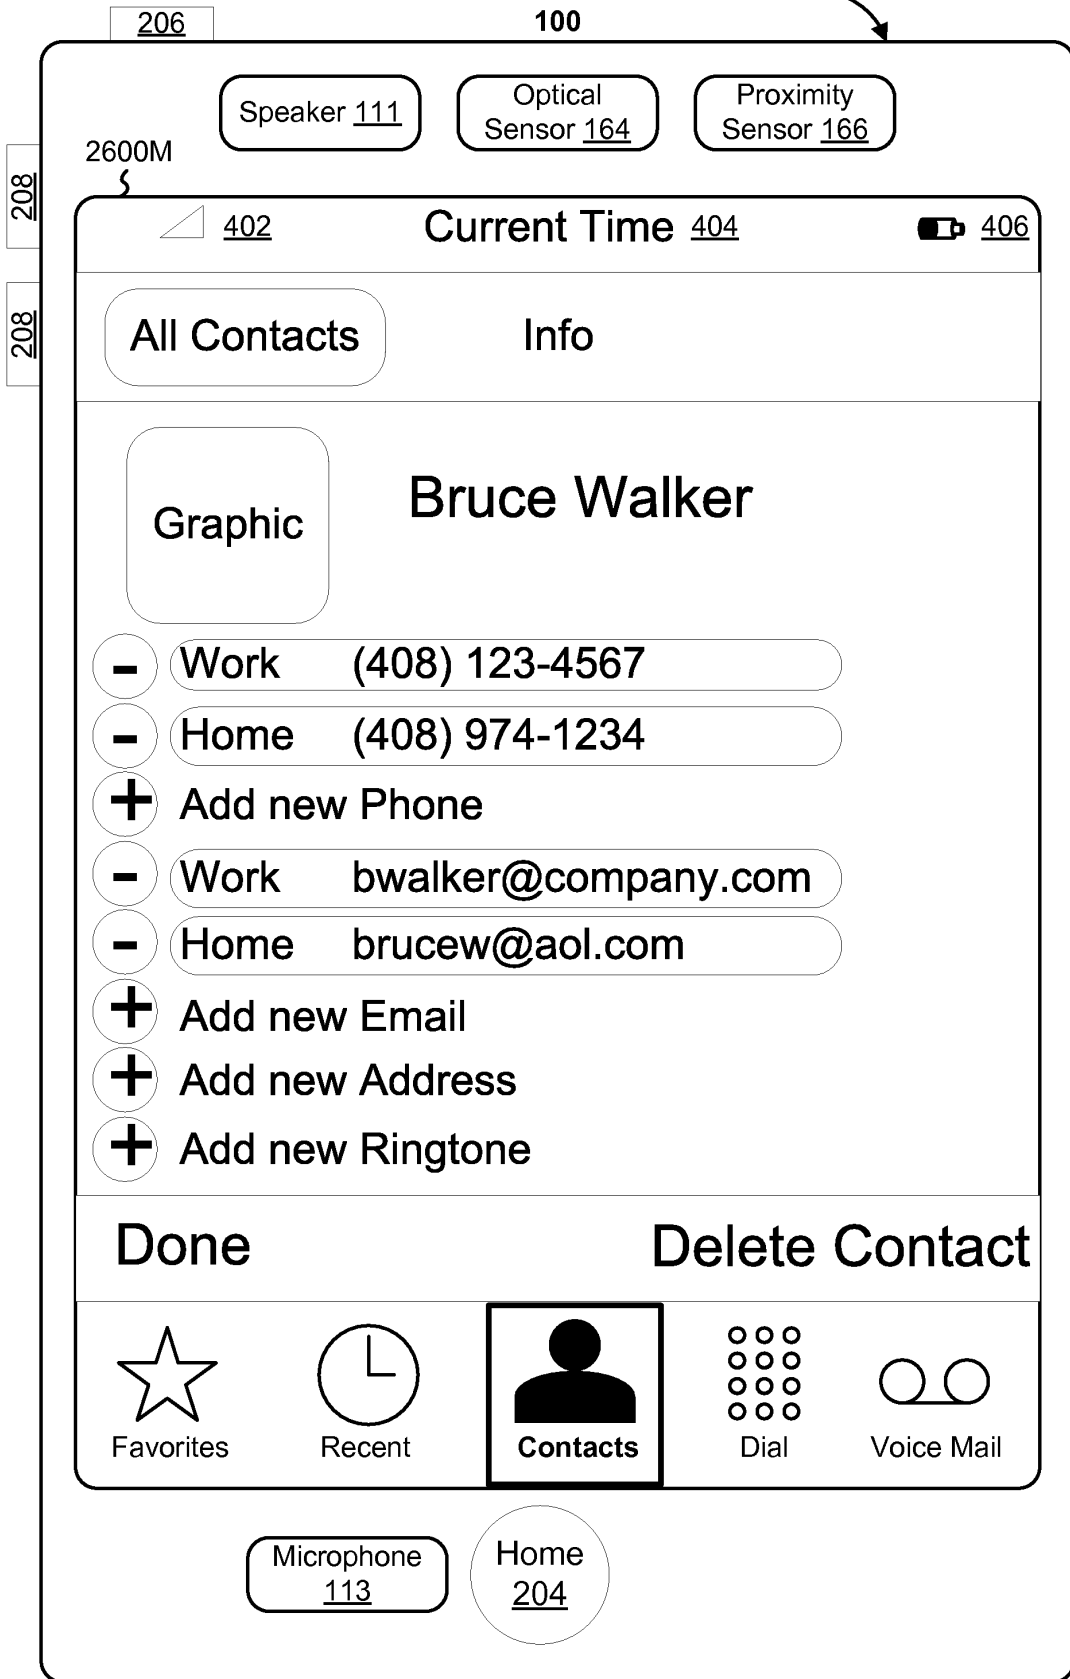 206
100
Speaker 111
Optical
Sensor 164
Proximity
Sensor 166
2600M
208
208
402
Current Time 404
406
All Contacts
Info
Graphic
Bruce Walker
- Work (408) 123-4567
- Home (408) 974-1234
+ Add new Phone
- Work bwalker@company.com
- Home brucew@aol.com
+ Add new Email
+ Add new Address
+ Add new Ringtone
Done
Delete Contact
Favorites
Recent
Contacts
Dial
Voice Mail
Microphone
113
Home
204